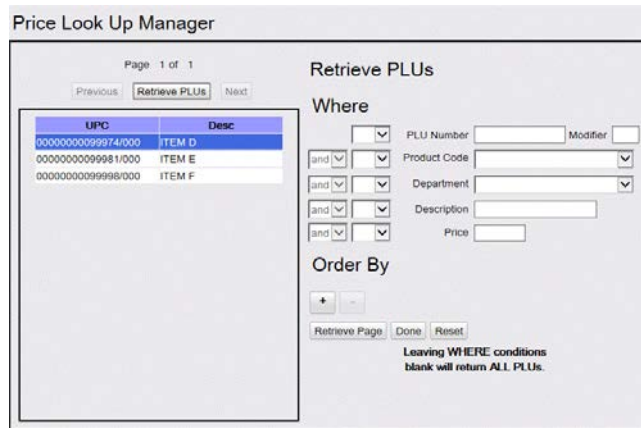 Price Look Up Manager
Page 1 of 1
Previous Retrieve PLUs Next
UPC Desc
00000000099974/000 ITEM D
00000000099981/000 ITEM E
00000000099998/000 ITEM F
Retrieve PLUs
Where
PLU Number Modifier
and Product Code
and Department
and Description
and Price
Order By
+ -
Retrieve Page Done Reset
Leaving WHERE conditions
blank will return ALL PLUs.